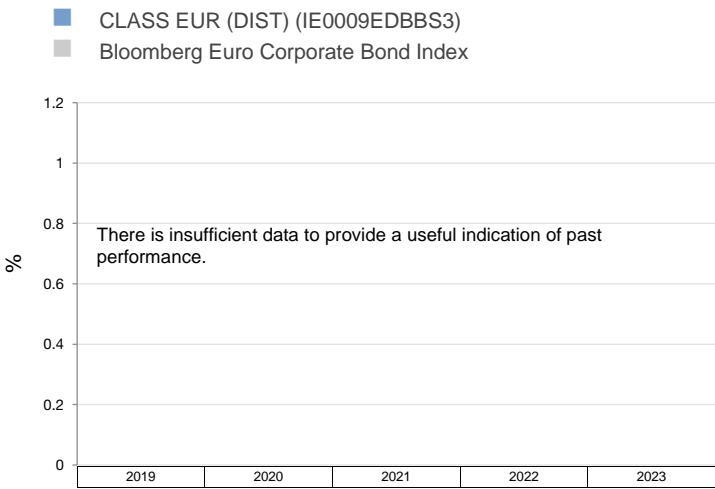 CLASS EUR (DIST) (IE0009EDBBS3)
Bloomberg Euro Corporate Bond Index
1.2
1
0.8
There is insufficient data to provide a useful indication of past
performance.
%
0.6
0.4
0.2
0
2019 2020 2021 2022 2023